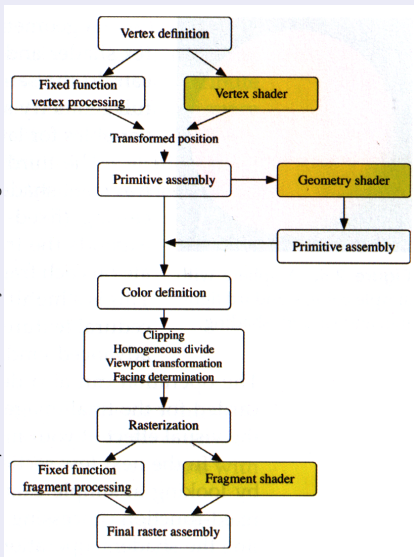 Vertex definition
Fixed function
vertex processing
Vertex shader
Transformed position
Primitive assembly
Geometry shader
Primitive assembly
Color definition
Clipping
Homogeneous divide
Viewport transformation
Facing determination
Rasterization
Fixed function
fragment processing
Fragment shader
Final raster assembly